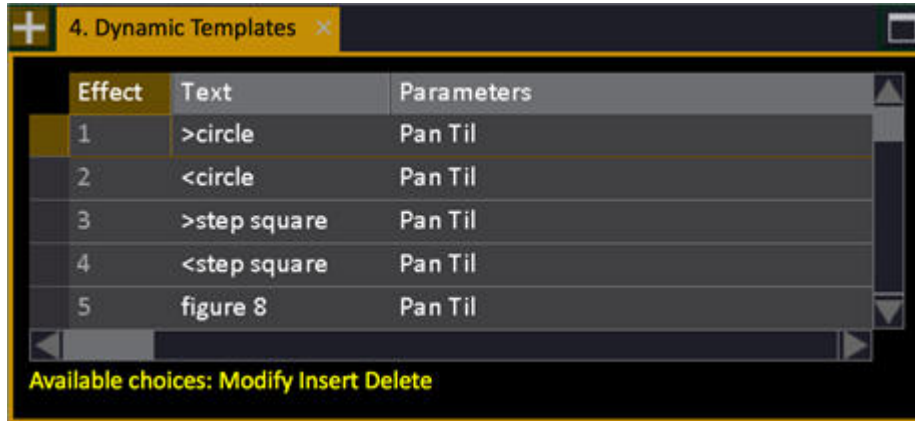 4. Dynamic Templates
Effect Text Parameters
1 >circle Pan Til
2 <circle Pan Til
3 >step square Pan Til
4 <step square Pan Til
5 figure 8 Pan Til
Available choices: Modify Insert Delete